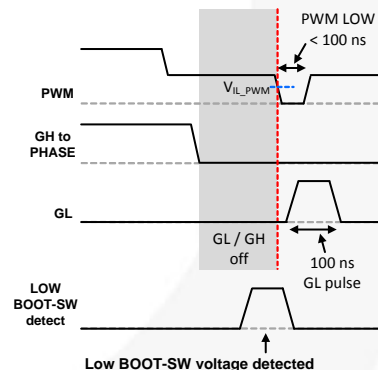 PWM LOW
< 100 ns
V_IL_PWM
PWM
GH to
PHASE
GL
GL / GH
off
100 ns
GL pulse
LOW
BOOT-SW
detect
Low BOOT-SW voltage detected